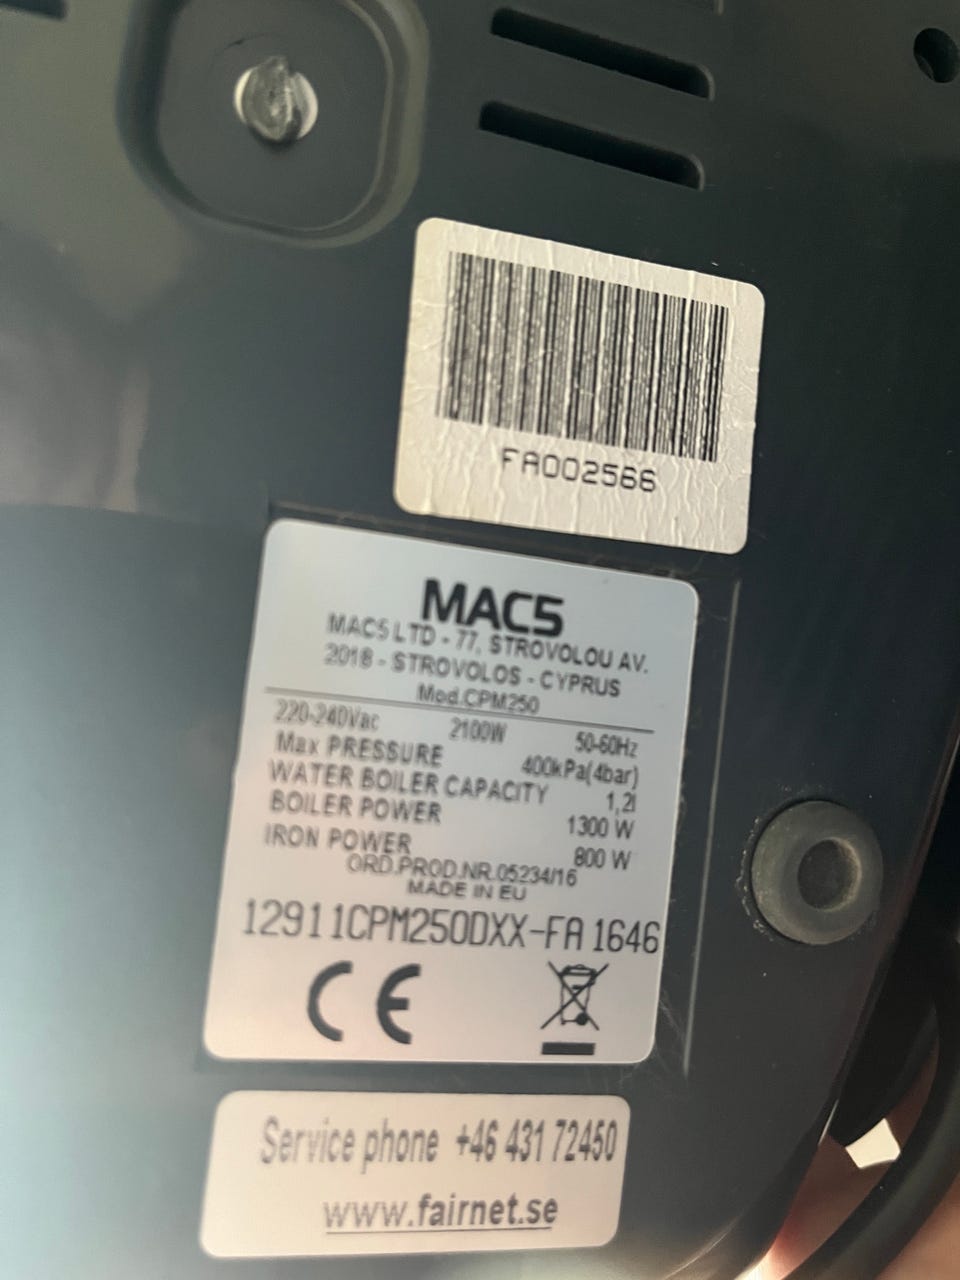 FA002566
MAC5
MAC5 LTD - 77, STROVOLOU AV.
2018 - STROVOLOS - CYPRUS
Mod.CPM250
220-240Vac 2100W 50-60Hz
Max PRESSURE 400kPa(4bar)
WATER BOILER CAPACITY 1,2l
BOILER POWER 1300 W
IRON POWER 800 W
ORD.PROD.NR.05234/16
MADE IN EU
12911CPM250DXX-FA 1646
CE
Service phone +46 431 72450
www.fairnet.se